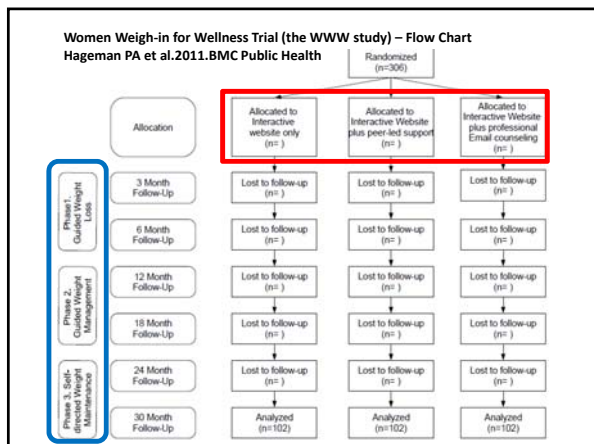 Women Weigh-in for Wellness Trial (the WWW study) – Flow Chart
Hageman PA et al.2011.BMC Public Health
Randomized
(n=306)
Allocation
Allocated to
Interactive
website only
(n= )
Allocated to
Interactive Website
plus peer-led support
(n= )
Allocated to
Interactive Website
plus professional
Email counseling
(n= )
Phase1,
Guided Weight
Loss
3 Month
Follow-Up
Lost to follow-up
(n= )
Lost to follow-up
(n= )
Lost to follow-up
(n= )
6 Month
Follow-Up
Lost to follow-up
(n= )
Lost to follow-up
(n= )
Lost to follow-up
(n= )
Phase 2,
Guided Weight
Management
12 Month
Follow-Up
Lost to follow-up
(n= )
Lost to follow-up
(n= )
Lost to follow-up
(n= )
18 Month
Follow-Up
Lost to follow-up
(n= )
Lost to follow-up
(n= )
Lost to follow-up
(n= )
Phase 3, Self-
directed Weight
Maintenance
24 Month
Follow-Up
Lost to follow-up
(n= )
Lost to follow-up
(n= )
Lost to follow-up
(n= )
30 Month
Follow-Up
Analyzed
(n=102)
Analyzed
(n=102)
Analyzed
(n=102)